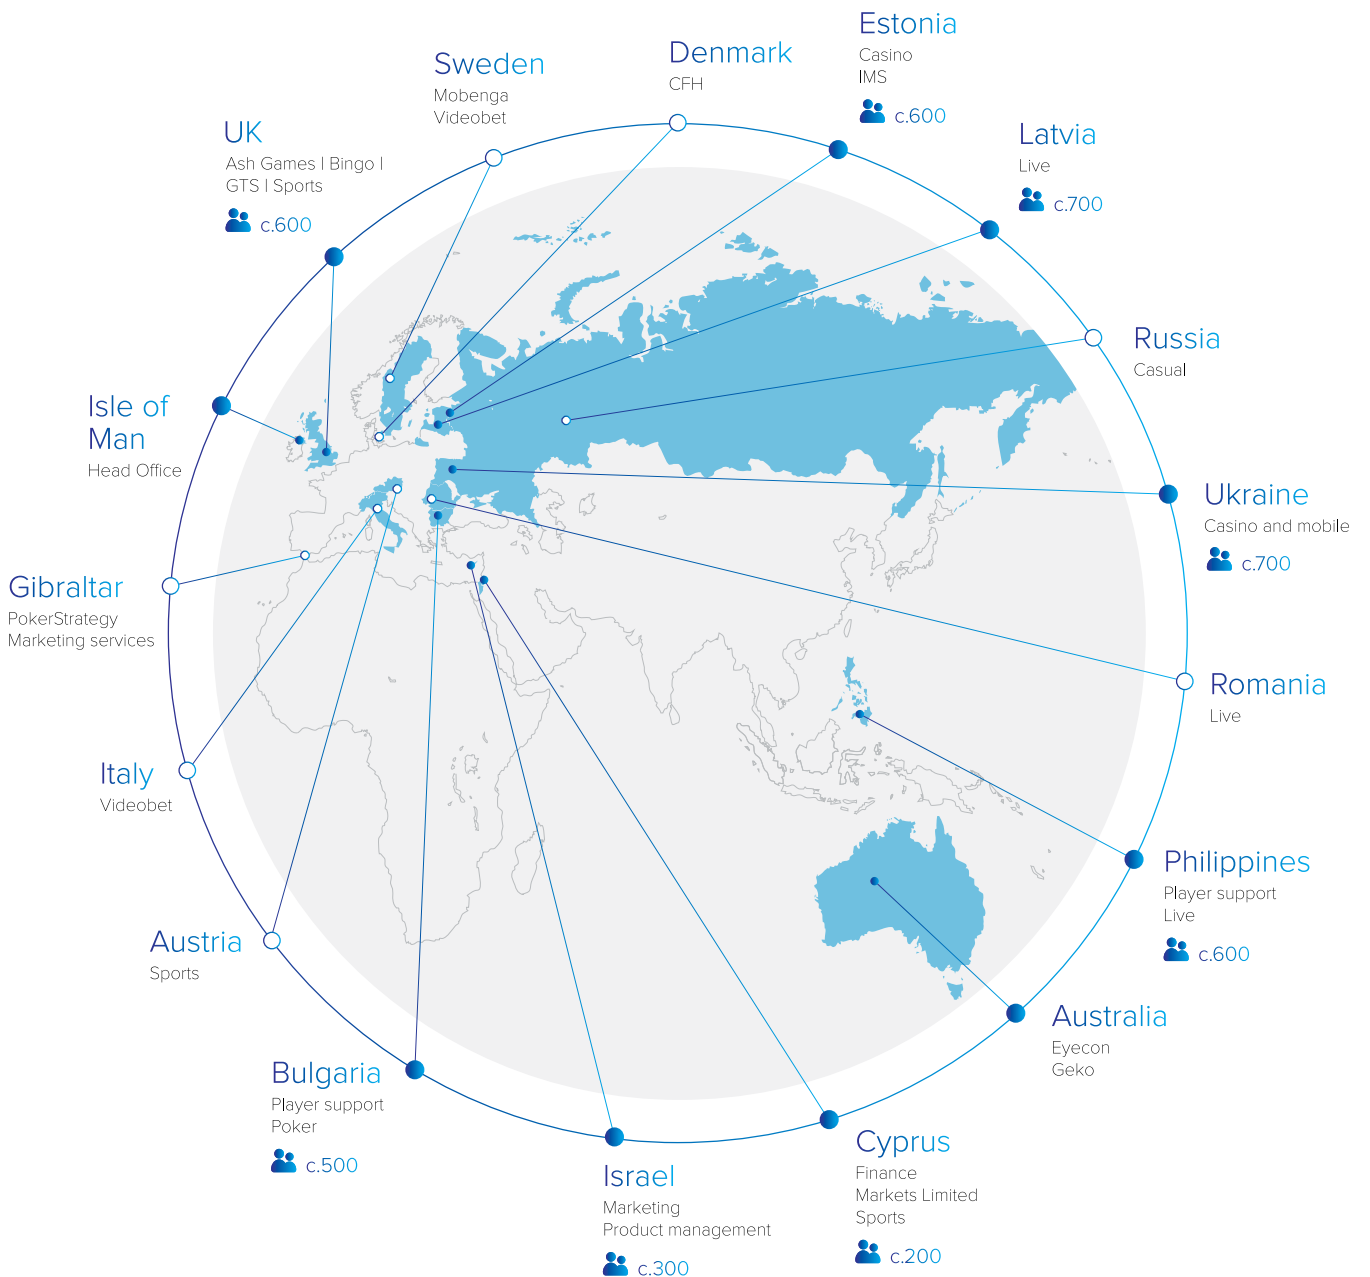 Estonia
Casino
IMS
c.600
Denmark
CFH
Sweden
Mobenga
Videobet
Latvia
Live
c.700
UK
Ash Games I Bingo I
GTS I Sports
c.600
Russia
Casual
Isle of
Man
Head Office
Ukraine
Casino and mobile
c.700
Gibraltar
PokerStrategy
Marketing services
Romania
Live
Italy
Videobet
Philippines
Player support
Live
c.600
Austria
Sports
Australia
Eyecon
Geko
Bulgaria
Player support
Poker
c.500
Cyprus
Finance
Markets Limited
Sports
c.200
Israel
Marketing
Product management
c.300